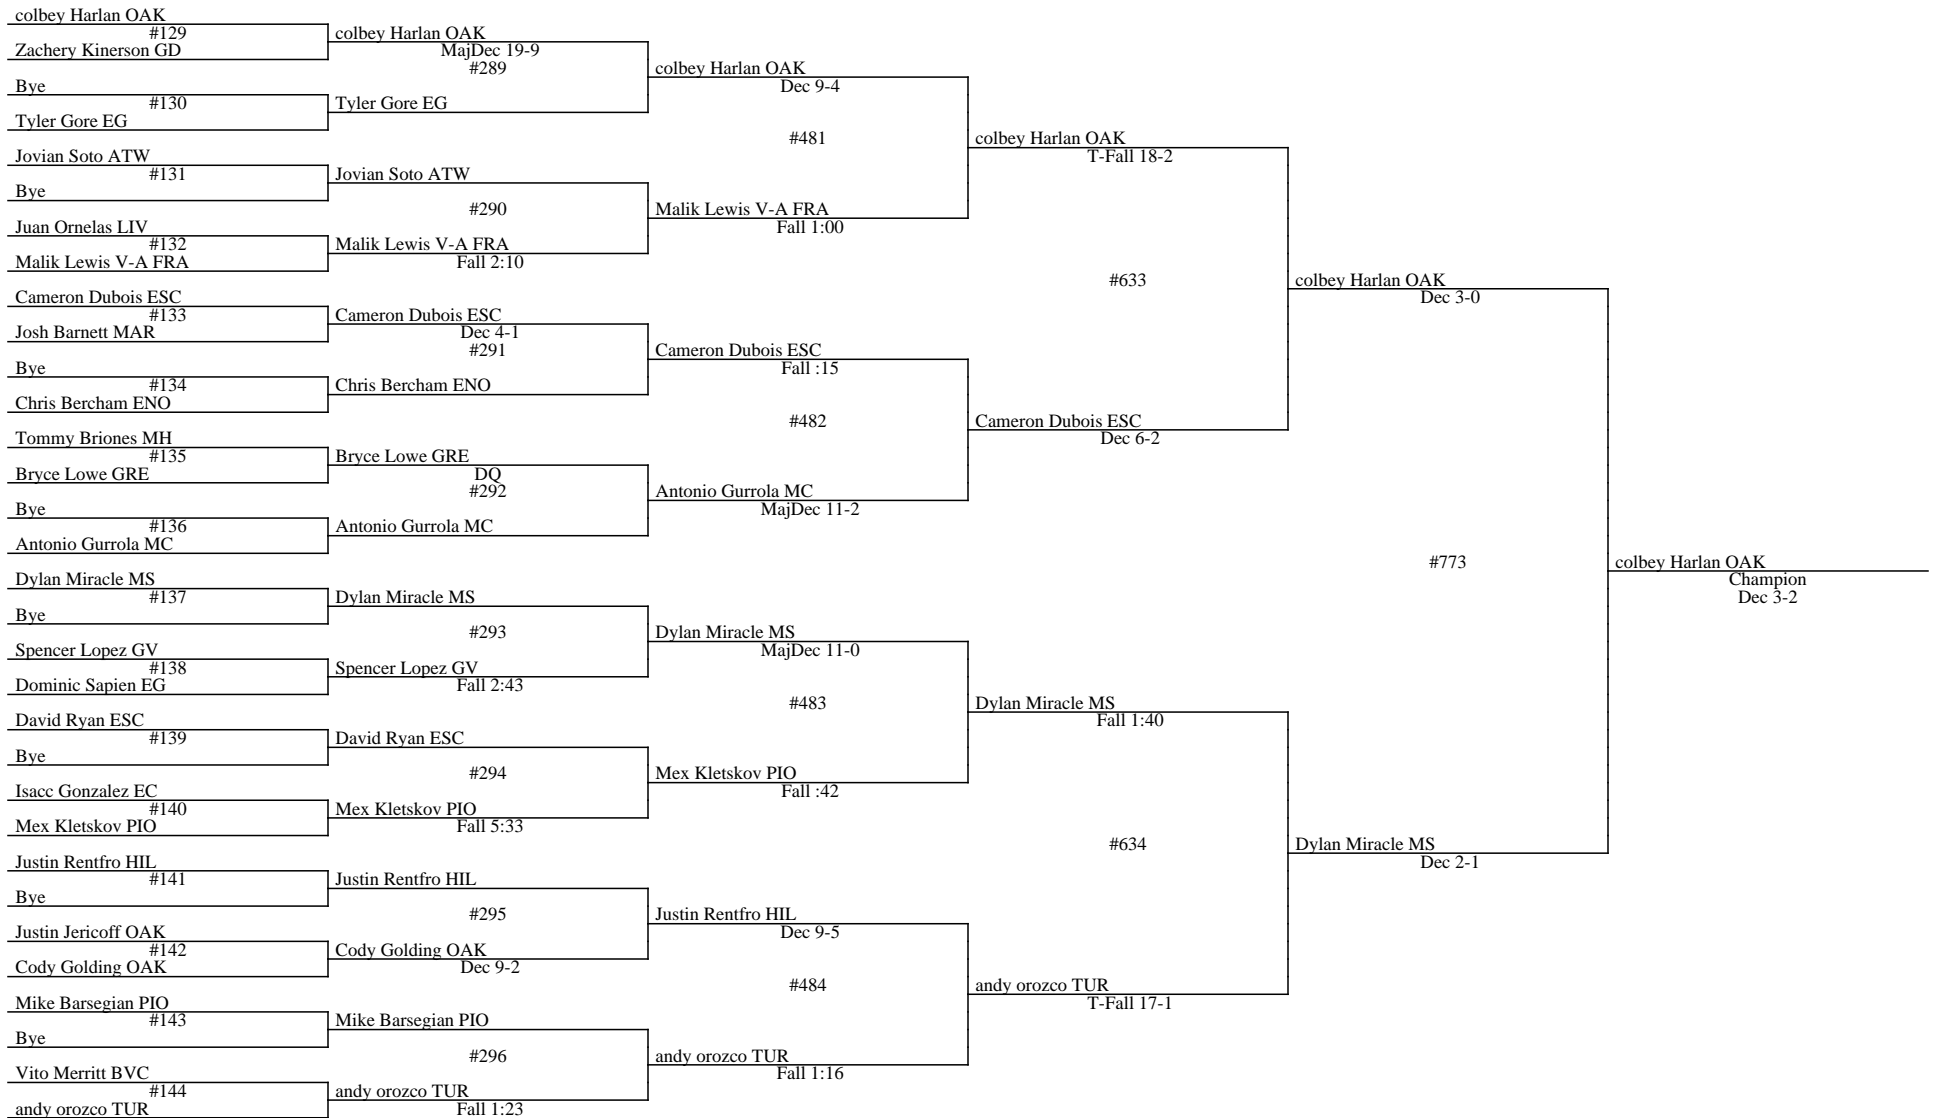 colbey Harlan OAK
#129
Zachery Kinerson GD
Bye
#130
Tyler Gore EG
Jovian Soto ATW
#131
Bye
Juan Ornelas LIV
#132
Malik Lewis V-A FRA
Cameron Dubois ESC
#133
Josh Barnett MAR
Bye
#134
Chris Bercham ENO
Tommy Briones MH
#135
Bryce Lowe GRE
Bye
#136
Antonio Gurrola MC
Dylan Miracle MS
#137
Bye
Spencer Lopez GV
#138
Dominic Sapien EG
David Ryan ESC
#139
Bye
Isacc Gonzalez EC
#140
Mex Kletskov PIO
Justin Rentfro HIL
#141
Bye
Justin Jericoff OAK
#142
Cody Golding OAK
Mike Barsegian PIO
#143
Bye
Vito Merritt BVC
#144
andy orozco TUR
colbey Harlan OAK
MajDec 19-9
#289
Tyler Gore EG
Jovian Soto ATW
#290
Malik Lewis V-A FRA
Fall 2:10
Cameron Dubois ESC
Dec 4-1
#291
Chris Bercham ENO
Bryce Lowe GRE
DQ
#292
Antonio Gurrola MC
Dylan Miracle MS
#293
Spencer Lopez GV
Fall 2:43
David Ryan ESC
#294
Mex Kletskov PIO
Fall 5:33
Justin Rentfro HIL
#295
Cody Golding OAK
Dec 9-2
Mike Barsegian PIO
#296
andy orozco TUR
Fall 1:23
colbey Harlan OAK
Dec 9-4
#481
Malik Lewis V-A FRA
Fall 1:00
Cameron Dubois ESC
Fall :15
#482
Antonio Gurrola MC
MajDec 11-2
Dylan Miracle MS
MajDec 11-0
#483
Mex Kletskov PIO
Fall :42
Justin Rentfro HIL
Dec 9-5
#484
andy orozco TUR
Fall 1:16
colbey Harlan OAK
T-Fall 18-2
#633
Cameron Dubois ESC
Dec 6-2
Dylan Miracle MS
Fall 1:40
#634
andy orozco TUR
T-Fall 17-1
colbey Harlan OAK
Dec 3-0
#773
Dylan Miracle MS
Dec 2-1
colbey Harlan OAK
Champion
Dec 3-2